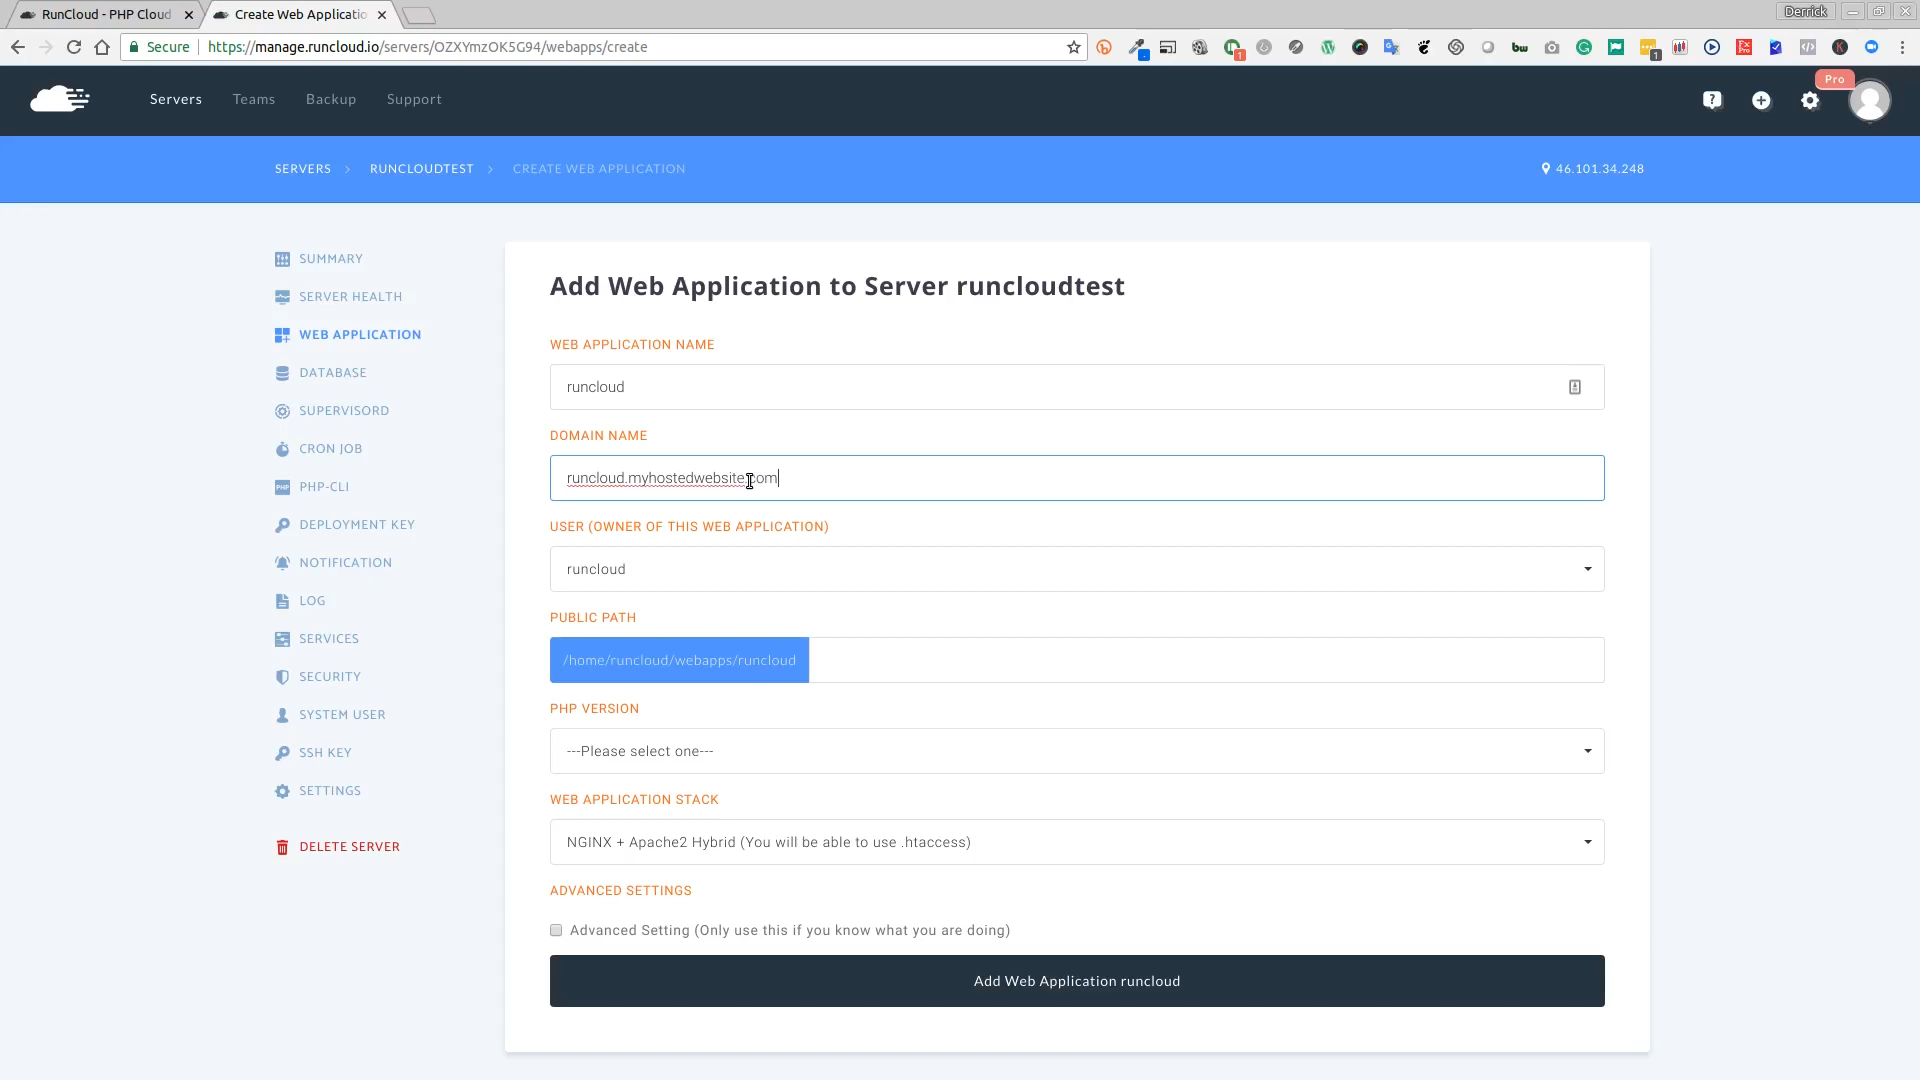 RunCloud - PHP Cloud
Create Web Applicatio
Derrick
Secure
https://manage.runcloud.io/servers/OZXYmzOK5G94/webapps/create
Servers
Teams
Backup
Support
Pro
SERVERS
RUNCLOUDTEST
CREATE WEB APPLICATION
46.101.34.248
SUMMARY
SERVER HEALTH
WEB APPLICATION
DATABASE
SUPERVISORD
CRON JOB
PHP-CLI
DEPLOYMENT KEY
NOTIFICATION
LOG
SERVICES
SECURITY
SYSTEM USER
SSH KEY
SETTINGS
DELETE SERVER
Add Web Application to Server runcloudtest
WEB APPLICATION NAME
runcloud
DOMAIN NAME
runcloud.myhostedwebsite.com
USER (OWNER OF THIS WEB APPLICATION)
runcloud
PUBLIC PATH
/home/runcloud/webapps/runcloud
PHP VERSION
---Please select one---
WEB APPLICATION STACK
NGINX + Apache2 Hybrid (You will be able to use .htaccess)
ADVANCED SETTINGS
Advanced Setting (Only use this if you know what you are doing)
Add Web Application runcloud